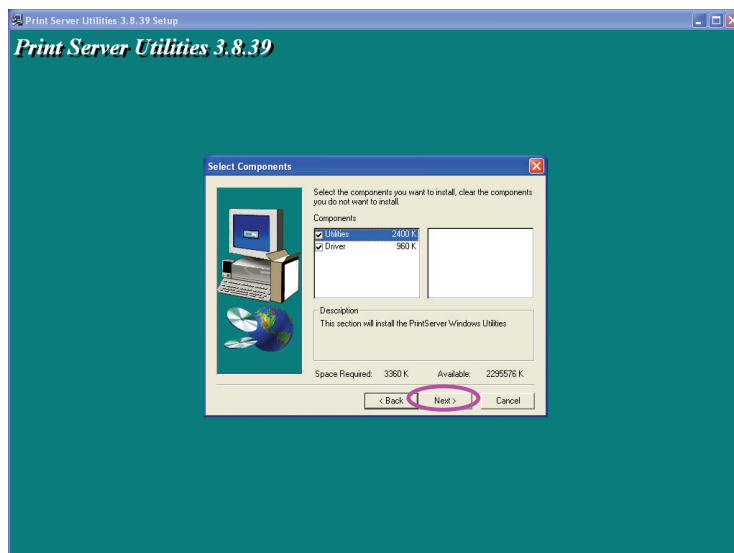 Print Server Utilities 3.8.39 Setup
Print Server Utilities 3.8.39
Select Components
Select the components you want to install, clear the components
you do not want to install.
Components
Utilities 2400 K
Driver 960 K
Description
This section will install the PrintServer Windows Utilities
Space Required: 3360 K Available: 2295576 K
< Back Next > Cancel